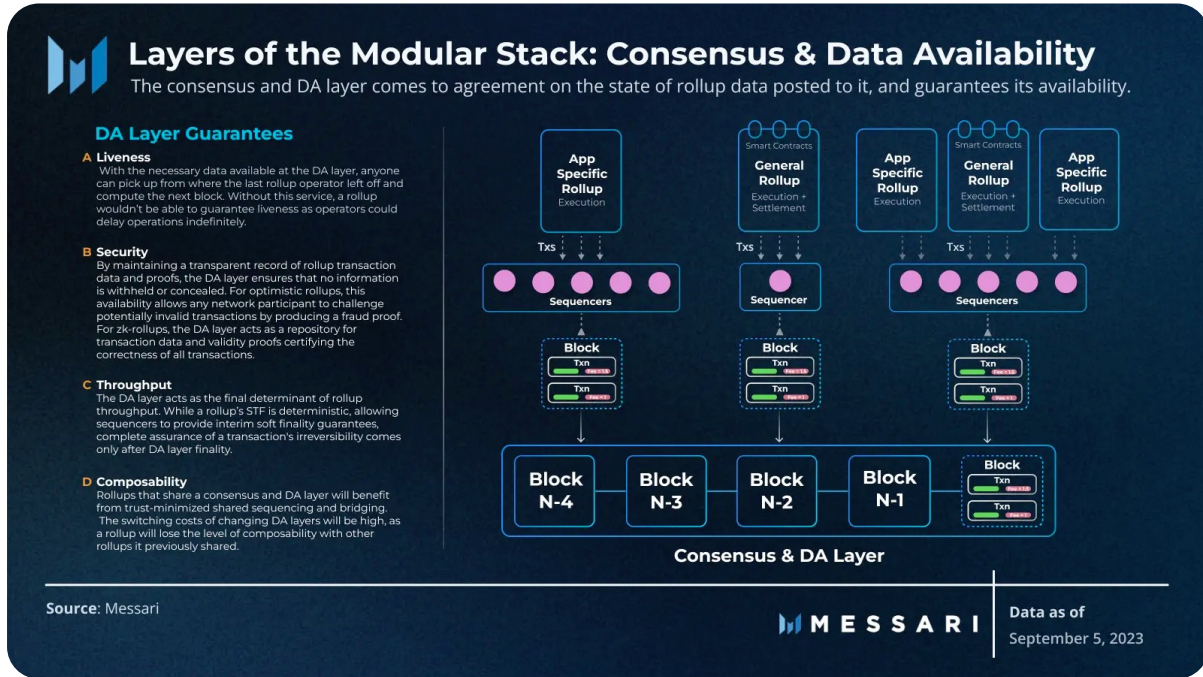 Layers of the Modular Stack: Consensus & Data Availability
The consensus and DA layer comes to agreement on the state of rollup data posted to it, and guarantees its availability.
DA Layer Guarantees
A Liveness
With the necessary data available at the DA layer, anyone
can pick up from where the last rollup operator left off and
compute the next block. Without this service, a rollup
wouldn't be able to guarantee liveness as operators could
delay operations indefinitely.
B Security
By maintaining a transparent record of rollup transaction
data and proofs, the DA layer ensures that no information
is withheld or concealed. For optimistic rollups, this
availability allows any network participant to challenge
potentially invalid transactions by producing a fraud proof.
For zk-rollups, the DA layer acts as a repository for
transaction data and validity proofs certifying the
correctness of all transactions.
C Throughput
The DA layer acts as the final determinant of rollup
throughput. While a rollup's STF is deterministic, allowing
sequencers to provide interim soft finality guarantees,
complete assurance of a transaction's irreversibility comes
only after DA layer finality.
D Composability
Rollups that share a consensus and DA layer will benefit
from trust-minimized shared sequencing and bridging.
The switching costs of changing DA layers will be high, as
a rollup will lose the level of composability with other
rollups it previously shared.
App
Specific
Rollup
Execution
Txs
Sequencers
Block
Txn
Txn
Smart Contracts
General
Rollup
Execution +
Settlement
Txs
Sequencer
Block
Txn
Txn
App
Specific
Rollup
Execution
Smart Contracts
General
Rollup
Execution +
Settlement
App
Specific
Rollup
Execution
Txs
Sequencers
Block
Txn
Txn
Block
N-4
Block
N-3
Block
N-2
Block
N-1
Block
Txn
Txn
Consensus & DA Layer
Source: Messari
MESSARI
Data as of
September 5, 2023